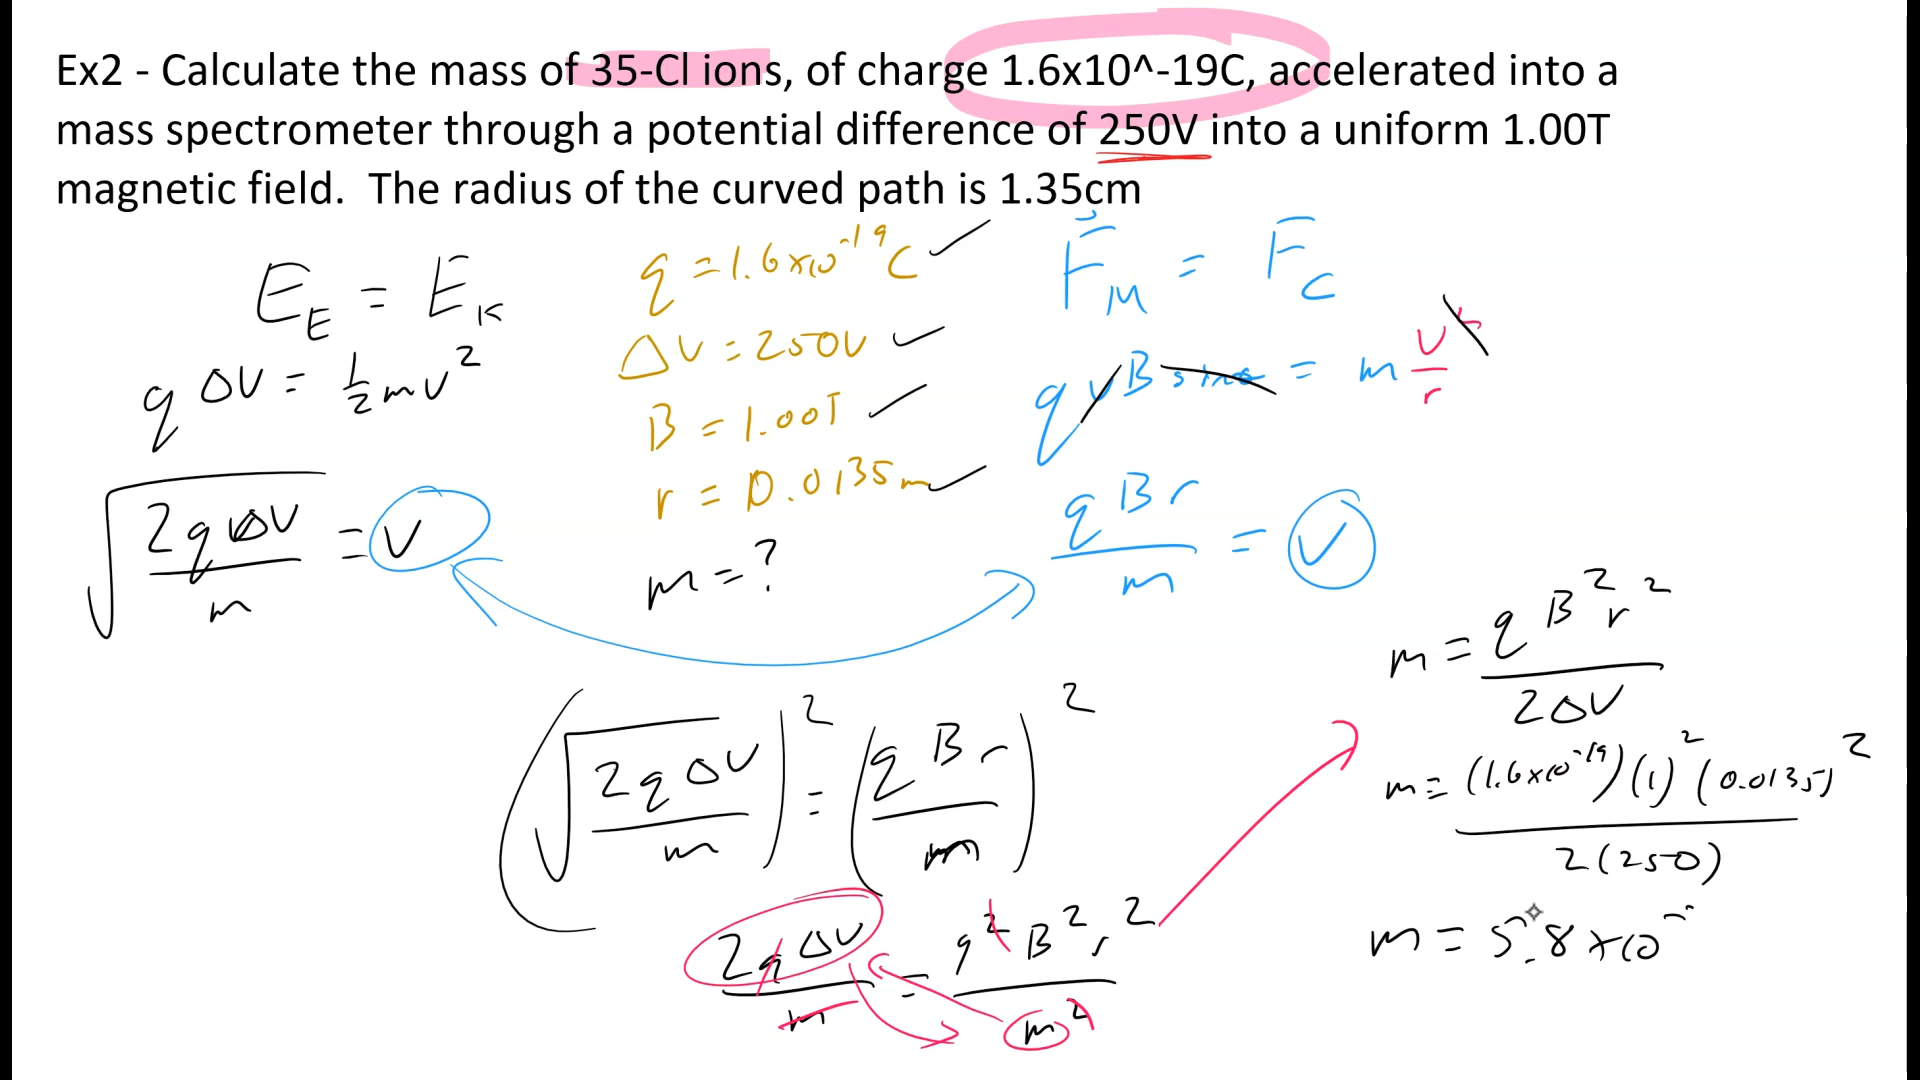 Ex2 - Calculate the mass of 35-Cl ions, of charge 1.6x10^-19C, accelerated into a
mass spectrometer through a potential difference of 250V into a uniform 1.00T
magnetic field.  The radius of the curved path is 1.35cm
E_E = E_K
qΔV = 1/2 mv²
√(2qΔV/m) = v
q = 1.6x10⁻¹⁹C ✓
ΔV = 250V ✓
B = 1.00T ✓
r = 0.0135m ✓
m = ?
F_M = F_C
qvBsinθ = m v²/r
qBr/m = v
(√(2qΔV/m))² = (qBr/m)²
2qΔV/m = q²B²r²/m²
m = qB²r²/2ΔV
m = (1.6x10⁻¹⁹)(1)²(0.0135)²/2(250)
m = 5.8x10⁻